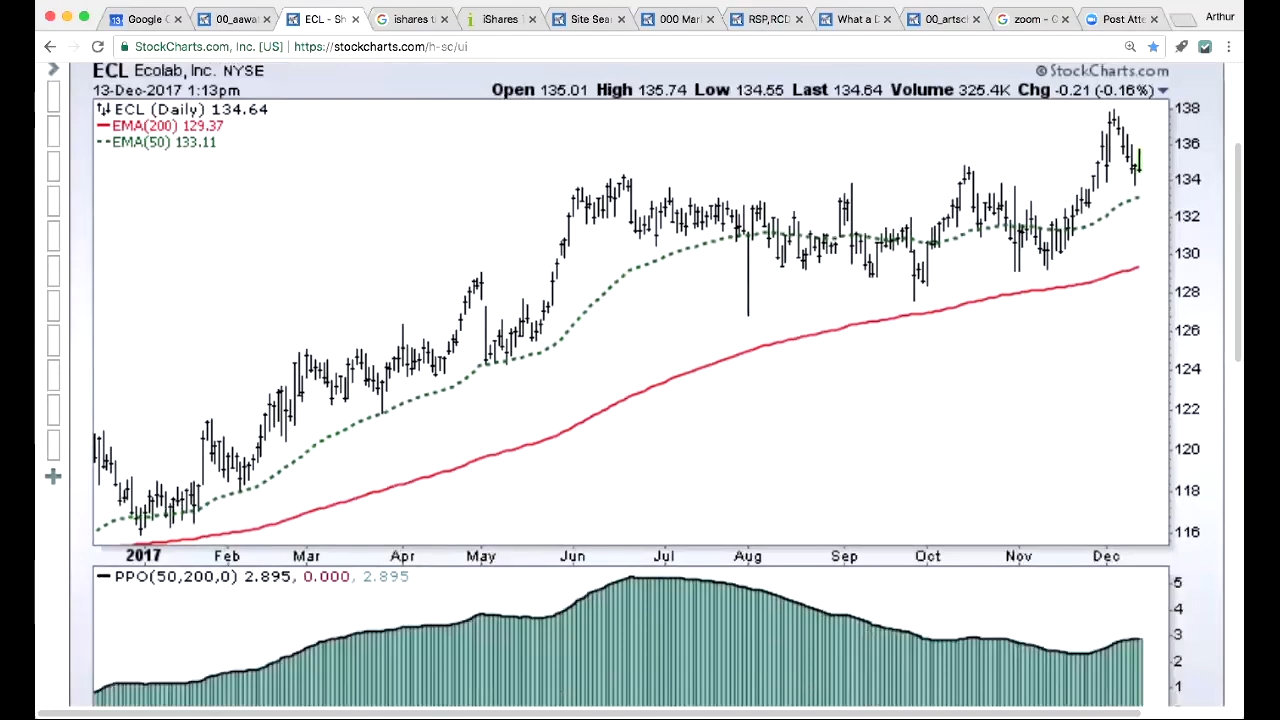 Google C
00_aawa
ECL - Sh
ishares t
iShares T
Site Sear
000 Marl
RSP,RCD
What a D
00_artscl
zoom - G
Post Atte
Arthur
StockCharts.com, Inc. [US] | https://stockcharts.com/h-sc/ui
ECL Ecolab, Inc. NYSE
© StockCharts.com
13-Dec-2017 1:13pm
Open 135.01 High 135.74 Low 134.55 Last 134.64 Volume 325.4K Chg -0.21 (-0.16%)
ECL (Daily) 134.64
EMA(200) 129.37
EMA(50) 133.11
138
136
134
132
130
128
126
124
122
120
118
116
2017 Feb Mar Apr May Jun Jul Aug Sep Oct Nov Dec
PPO(50,200,0) 2.895, 0.000, 2.895
5
4
3
2
1